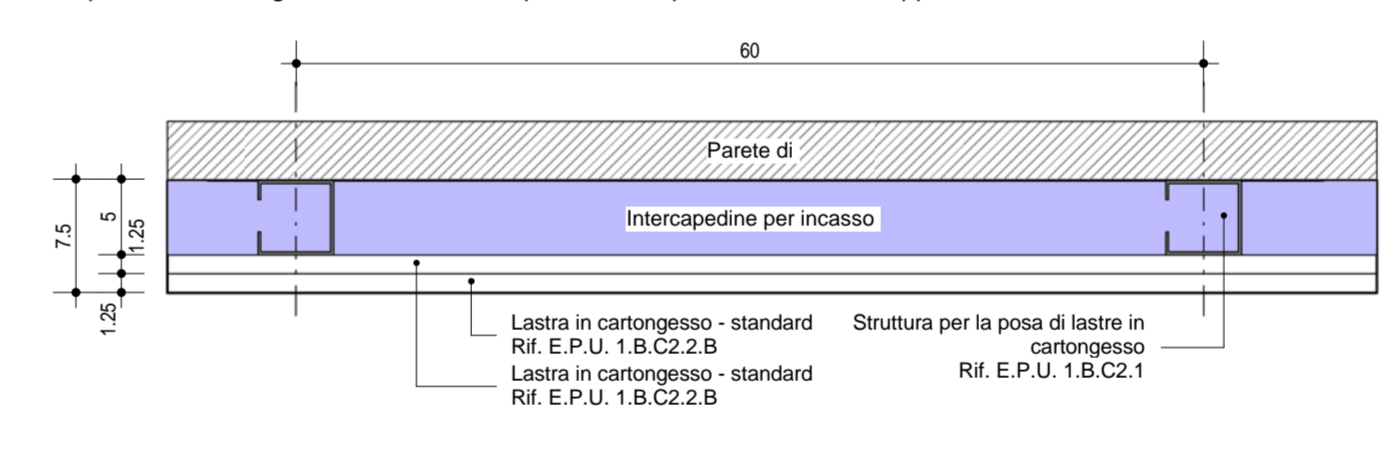 60
Parete di
Intercapedine per incasso
7.5
5
1.25
1.25
Lastra in cartongesso - standard
Rif. E.P.U. 1.B.C2.2.B
Lastra in cartongesso - standard
Rif. E.P.U. 1.B.C2.2.B
Struttura per la posa di lastre in
cartongesso
Rif. E.P.U. 1.B.C2.1